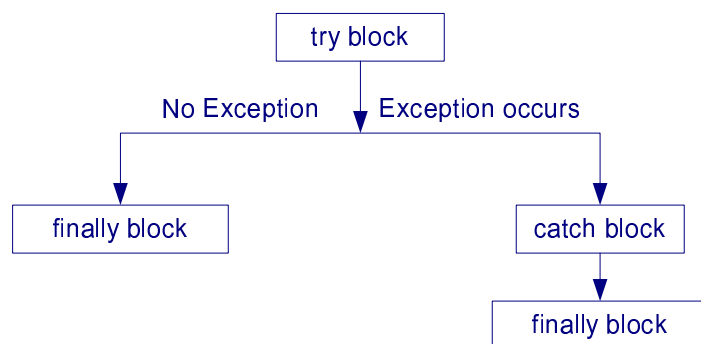 try block
No Exception
Exception occurs
finally block
catch block
finally block